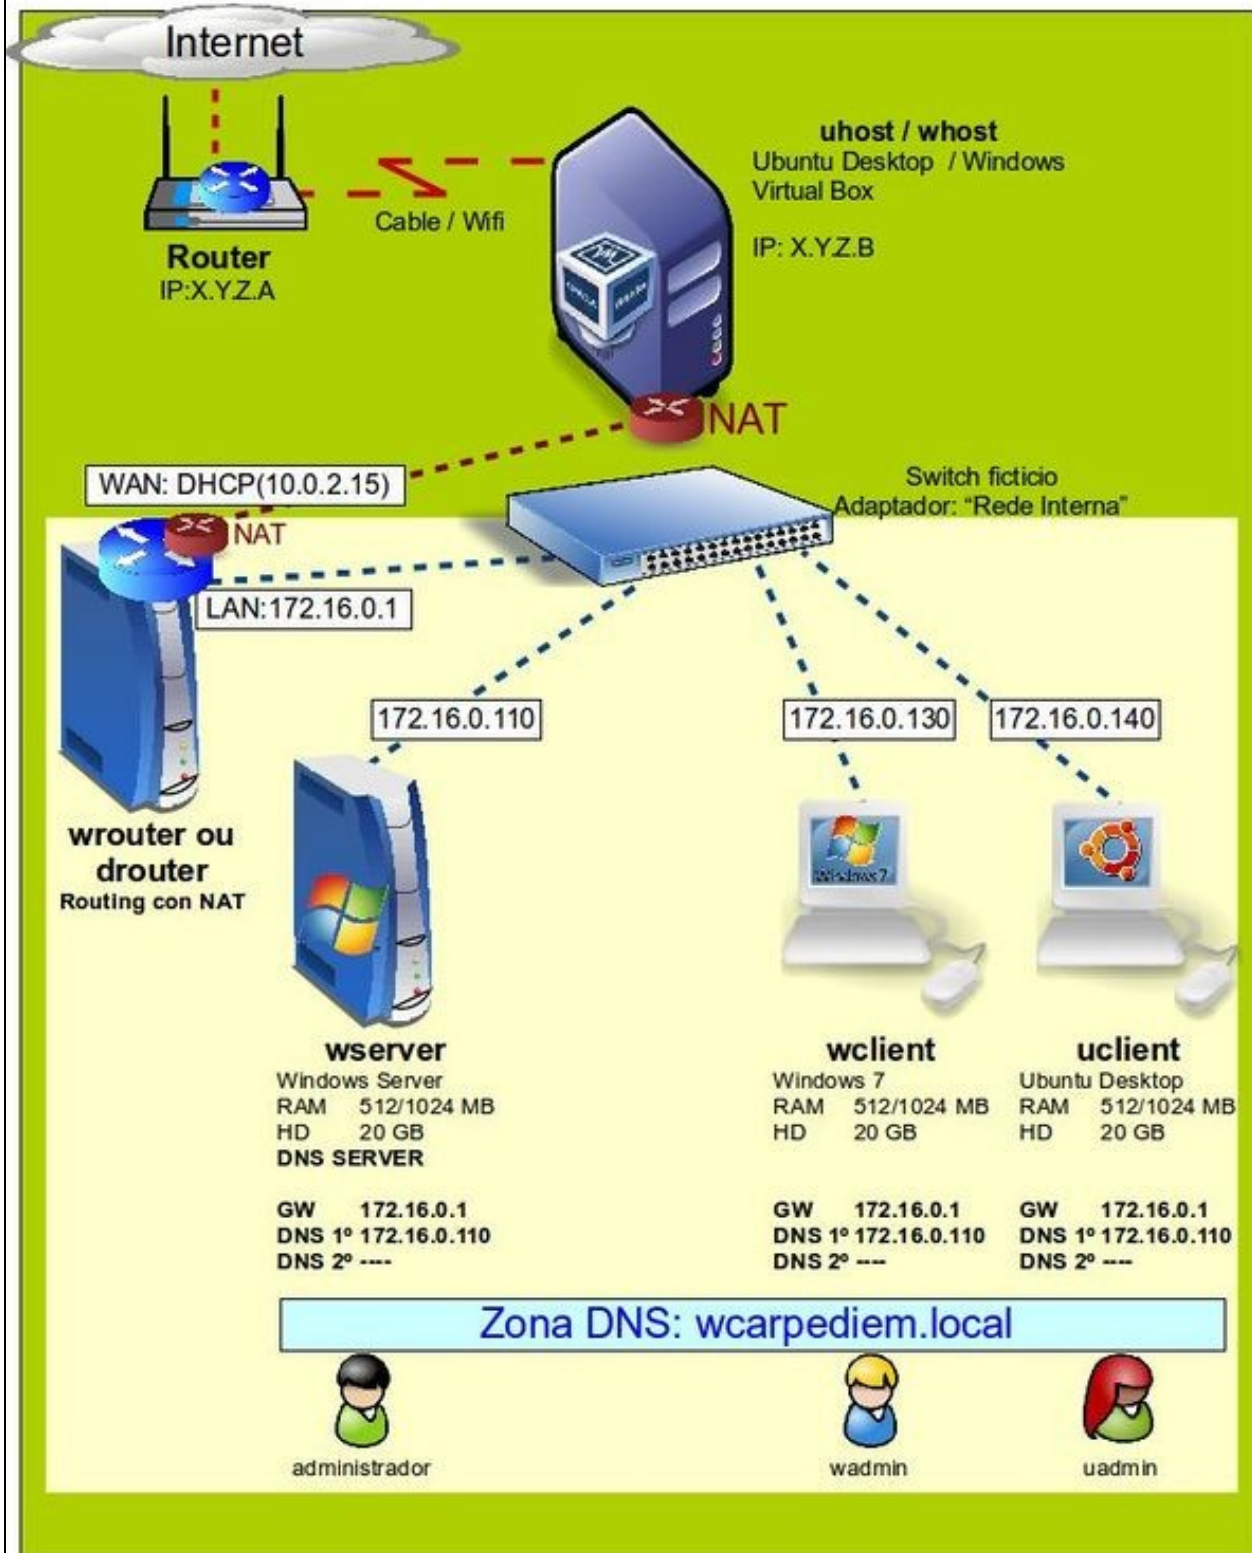 Internet
uhost / whost
Ubuntu Desktop / Windows
Virtual Box
Cable / Wifi
Router
IP:X.Y.Z.A
IP: X.Y.Z.B
NAT
WAN: DHCP(10.0.2.15)
Switch ficticio
Adaptador: “Rede Interna”
NAT
LAN:172.16.0.1
172.16.0.110
172.16.0.130
172.16.0.140
wrouter ou
drouter
Routing con NAT
Windows 7
wserver
Windows Server
RAM 512/1024 MB
HD 20 GB
DNS SERVER
GW 172.16.0.1
DNS 1º 172.16.0.110
DNS 2º ----
wclient
Windows 7
RAM 512/1024 MB
HD 20 GB
GW 172.16.0.1
DNS 1º 172.16.0.110
DNS 2º ----
uclient
Ubuntu Desktop
RAM 512/1024 MB
HD 20 GB
GW 172.16.0.1
DNS 1º 172.16.0.110
DNS 2º ----
Zona DNS: wcarpediem.local
administrador
wadmin
uadmin